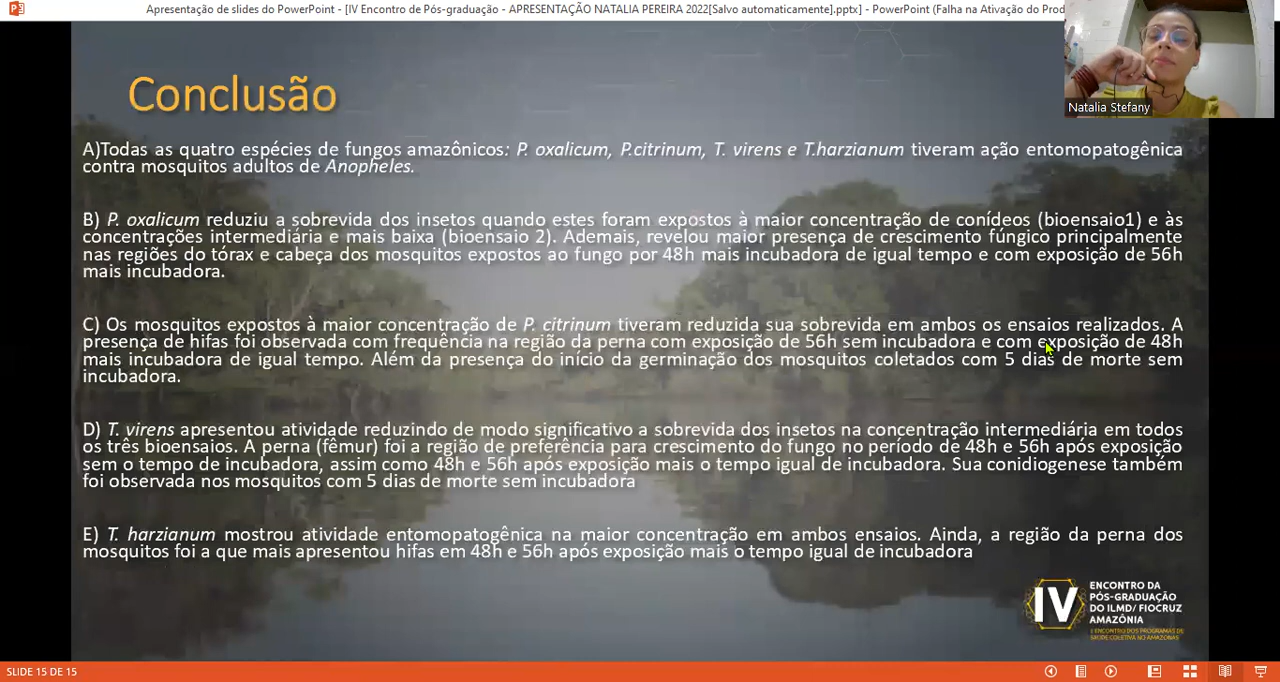 Apresentação de slides do PowerPoint - [IV Encontro de Pós-graduação - APRESENTAÇÃO NATALIA PEREIRA 2022[Salvo automaticamente].pptx] - PowerPoint (Falha na Ativação do Prod
Natalia Stefany
Conclusão
A)Todas as quatro espécies de fungos amazônicos: P. oxalicum, P.citrinum, T. virens e T.harzianum tiveram ação entomopatogênica
contra mosquitos adultos de Anopheles.
B) P. oxalicum reduziu a sobrevida dos insetos quando estes foram expostos à maior concentração de conídeos (bioensaio1) e às
concentrações intermediária e mais baixa (bioensaio 2). Ademais, revelou maior presença de crescimento fúngico principalmente
nas regiões do tórax e cabeça dos mosquitos expostos ao fungo por 48h mais incubadora de igual tempo e com exposição de 56h
mais incubadora.
C) Os mosquitos expostos à maior concentração de P. citrinum tiveram reduzida sua sobrevida em ambos os ensaios realizados. A
presença de hifas foi observada com frequência na região da perna com exposição de 56h sem incubadora e com exposição de 48h
mais incubadora de igual tempo. Além da presença do início da germinação dos mosquitos coletados com 5 dias de morte sem
incubadora.
D) T. virens apresentou atividade reduzindo de modo significativo a sobrevida dos insetos na concentração intermediária em todos
os três bioensaios. A perna (fêmur) foi a região de preferência para crescimento do fungo no período de 48h e 56h após exposição
sem o tempo de incubadora, assim como 48h e 56h após exposição mais o tempo igual de incubadora. Sua conidiogenese também
foi observada nos mosquitos com 5 dias de morte sem incubadora
E) T. harzianum mostrou atividade entomopatogênica na maior concentração em ambos ensaios. Ainda, a região da perna dos
mosquitos foi a que mais apresentou hifas em 48h e 56h após exposição mais o tempo igual de incubadora
IV
ENCONTRO DA
PÓS-GRADUAÇÃO
DO ILMD/ FIOCRUZ
AMAZÔNIA
E ENCONTRO DOS PROGRAMAS DE
SAÚDE COLETIVA NO AMAZONAS
SLIDE 15 DE 15